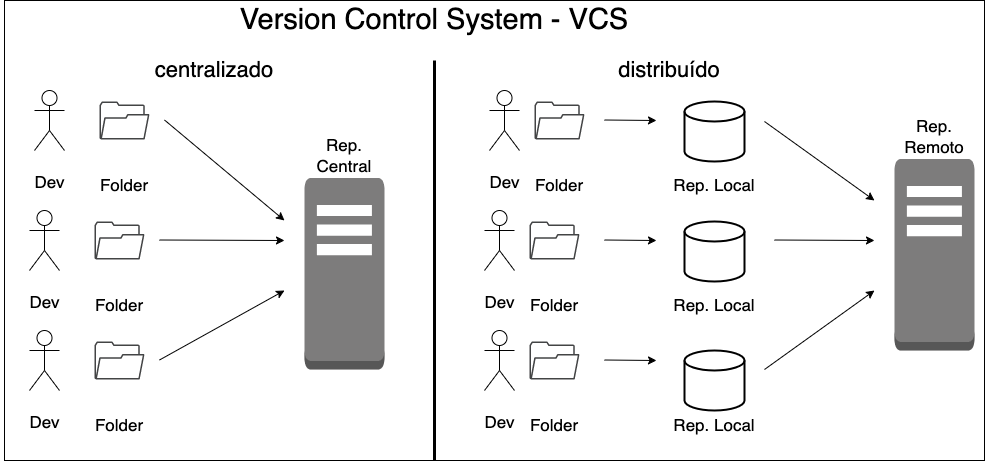 Version Control System - VCS
centralizado
Dev
Folder
Dev
Folder
Dev
Folder
Rep.
Central
distribuído
Dev
Folder
Rep. Local
Dev
Folder
Rep. Local
Dev
Folder
Rep. Local
Rep.
Remoto